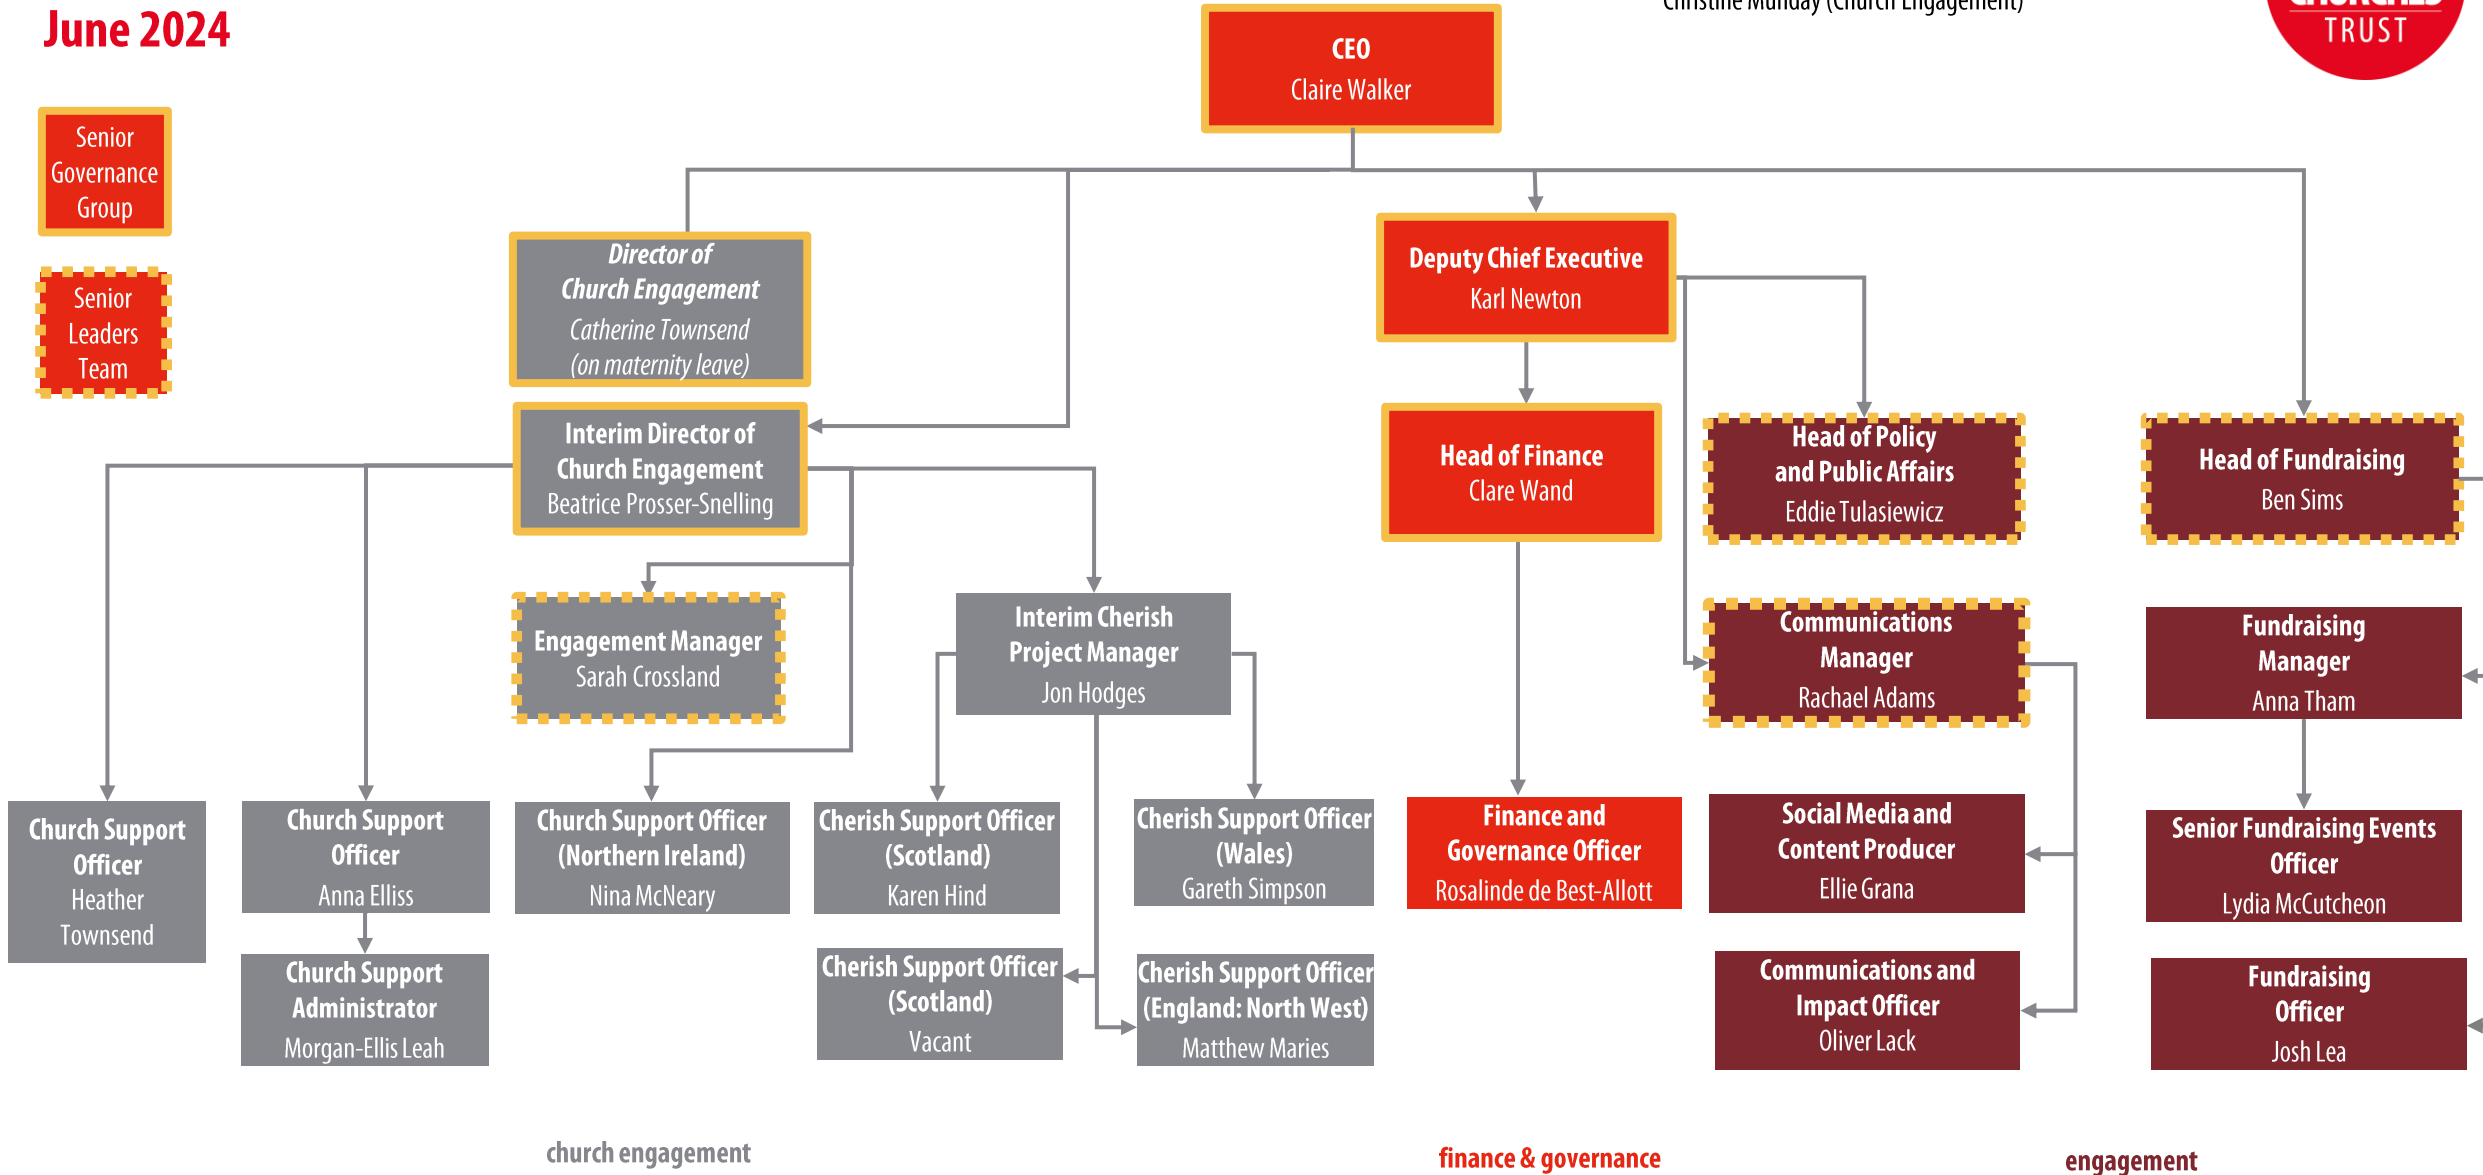 June 2024
Christine Munday (Church Engagement)
TRUST
CEO
Claire Walker
Senior
Governance
Group
Senior
Leaders
Team
Director of
Church Engagement
Catherine Townsend
(on maternity leave)
Deputy Chief Executive
Karl Newton
Interim Director of
Church Engagement
Beatrice Prosser-Snelling
Head of Finance
Clare Wand
Head of Policy
and Public Affairs
Eddie Tulasiewicz
Head of Fundraising
Ben Sims
Engagement Manager
Sarah Crossland
Interim Cherish
Project Manager
Jon Hodges
Communications
Manager
Rachael Adams
Fundraising
Manager
Anna Tham
Church Support
Officer
Heather
Townsend
Church Support
Officer
Anna Elliss
Church Support Officer
(Northern Ireland)
Nina McNeary
Cherish Support Officer
(Scotland)
Karen Hind
Cherish Support Officer
(Wales)
Gareth Simpson
Finance and
Governance Officer
Rosalinde de Best-Allott
Social Media and
Content Producer
Ellie Grana
Senior Fundraising Events
Officer
Lydia McCutcheon
Church Support
Administrator
Morgan-Ellis Leah
Cherish Support Officer
(Scotland)
Vacant
Cherish Support Officer
(England: North West)
Matthew Maries
Communications and
Impact Officer
Oliver Lack
Fundraising
Officer
Josh Lea
church engagement
finance & governance
engagement